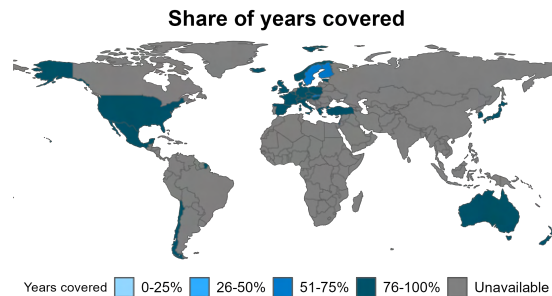 Share of years covered
Years covered 0-25% 26-50% 51-75% 76-100% Unavailable